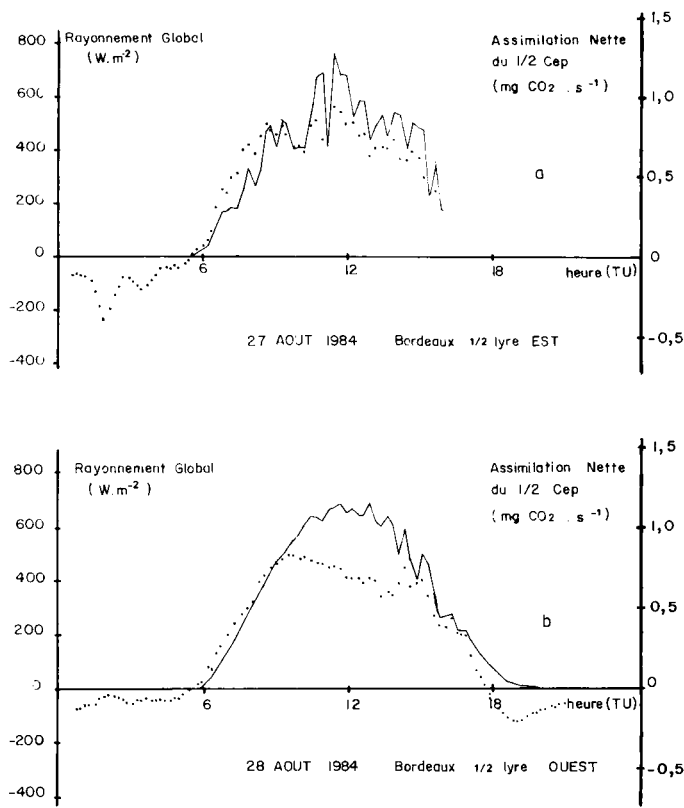 Rayonnement Global
(W.m-2)
Assimilation Nette
du 1/2 Cep
(mg CO2 . s-1)
800
600
400
200
0
-200
-400
1,5
1,0
0,5
0
-0,5
6
12
18
heure (TU)
a
27 AOUT 1984 Bordeaux 1/2 lyre EST
Rayonnement Global
(W.m-2)
Assimilation Nette
du 1/2 Cep
(mg CO2 . s-1)
800
600
400
200
0
-200
-400
1,5
1,0
0,5
0
-0,5
6
12
18
heure (TU)
b
28 AOUT 1984 Bordeaux 1/2 lyre OUEST